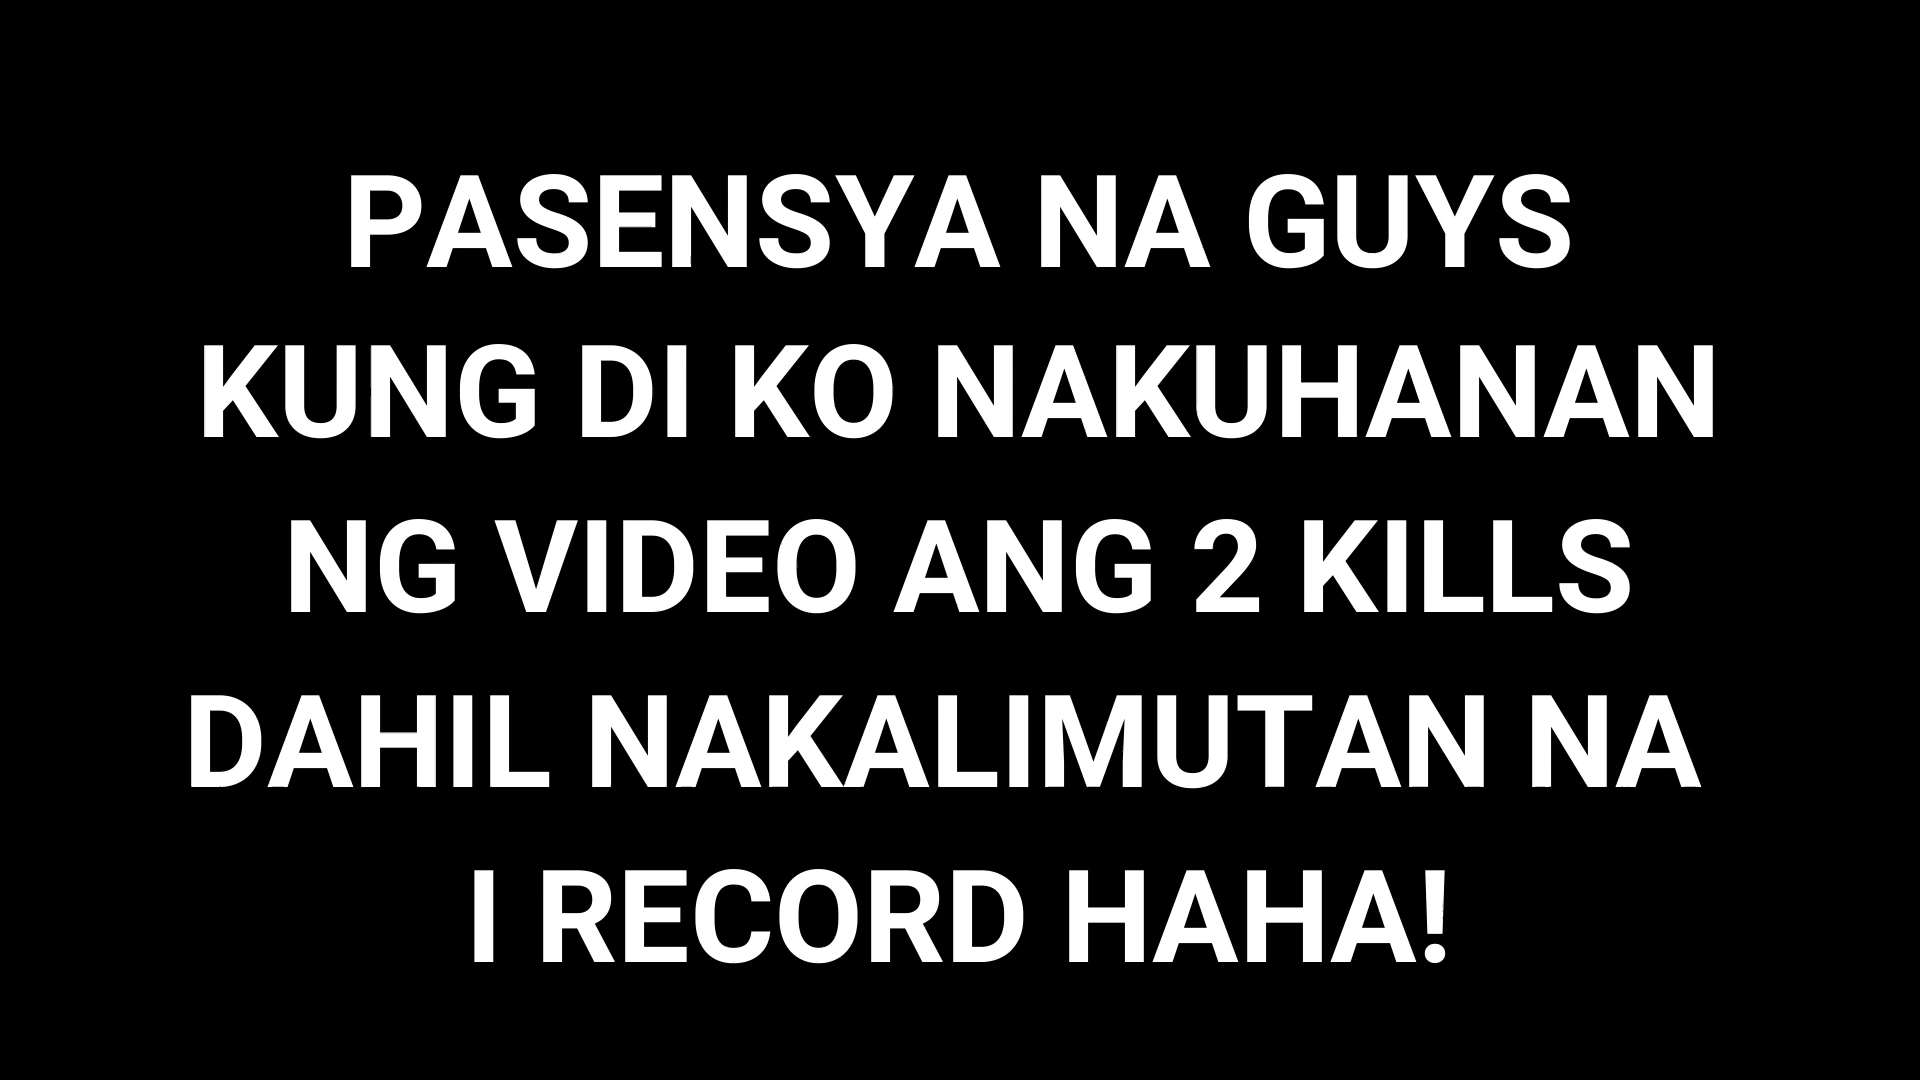 PASENSYA NA GUYS
KUNG DI KO NAKUHANAN
NG VIDEO ANG 2 KILLS
DAHIL NAKALIMUTAN NA
I RECORD HAHA!